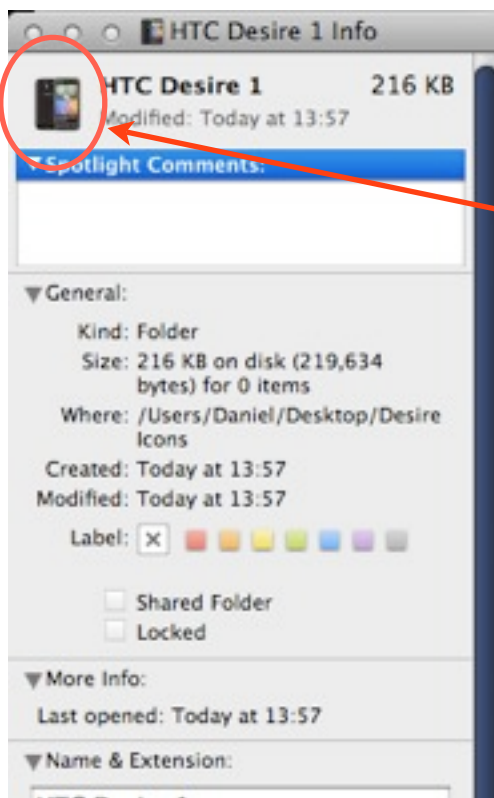 HTC Desire 1 Info
HTC Desire 1 216 KB
Modified: Today at 13:57
Spotlight Comments:
General:
Kind: Folder
Size: 216 KB on disk (219,634
bytes) for 0 items
Where: /Users/Daniel/Desktop/Desire
Icons
Created: Today at 13:57
Modified: Today at 13:57
Label:
Shared Folder
Locked
More Info:
Last opened: Today at 13:57
Name & Extension: